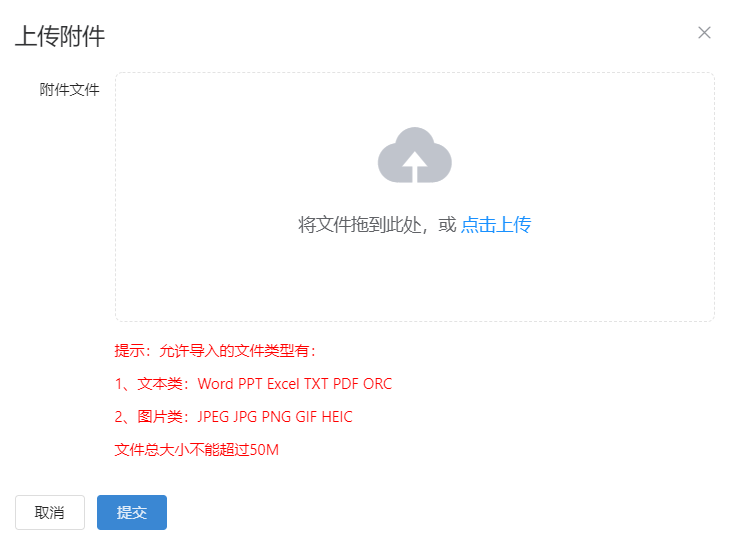 上传附件
附件文件
将文件拖到此处，或 点击上传
提示：允许导入的文件类型有：
1、文本类：Word PPT Excel TXT PDF ORC
2、图片类：JPEG JPG PNG GIF HEIC
文件总大小不能超过50M
取消 提交